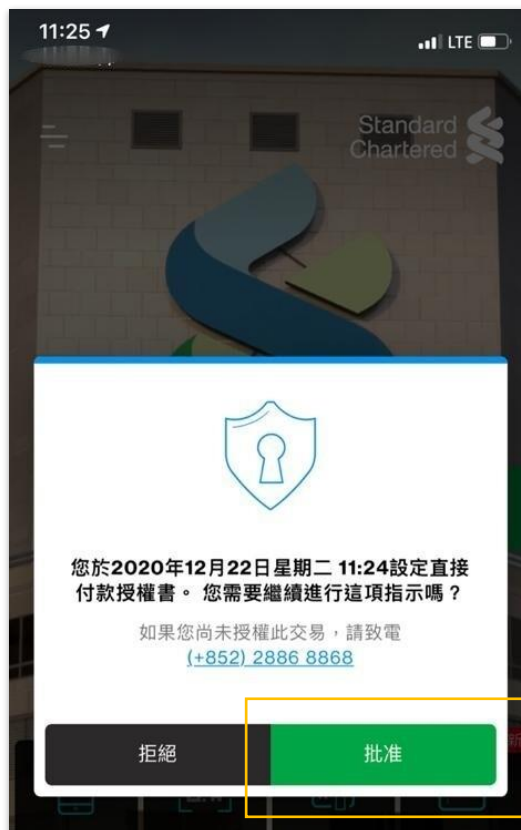 11:25
LTE
Standard
Chartered
您於2020年12月22日星期二 11:24設定直接
付款授權書。 您需要繼續進行這項指示嗎？
如果您尚未授權此交易，請致電
(+852) 2886 8868
新
拒絕
批准